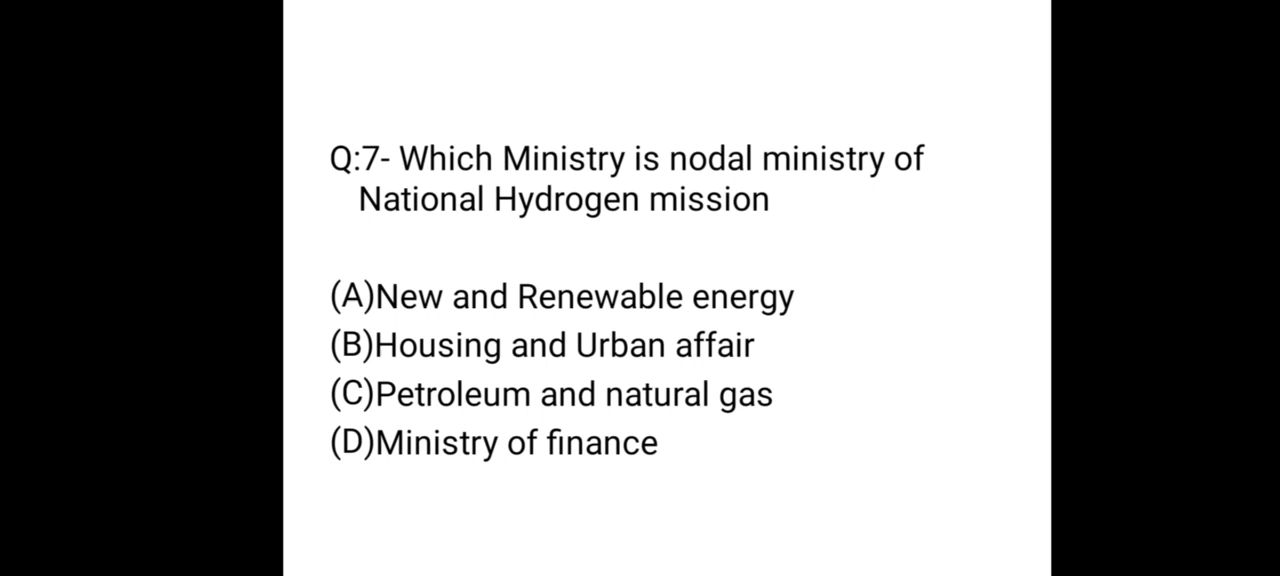 Q:7- Which Ministry is nodal ministry of
National Hydrogen mission
(A)New and Renewable energy
(B)Housing and Urban affair
(C)Petroleum and natural gas
(D)Ministry of finance